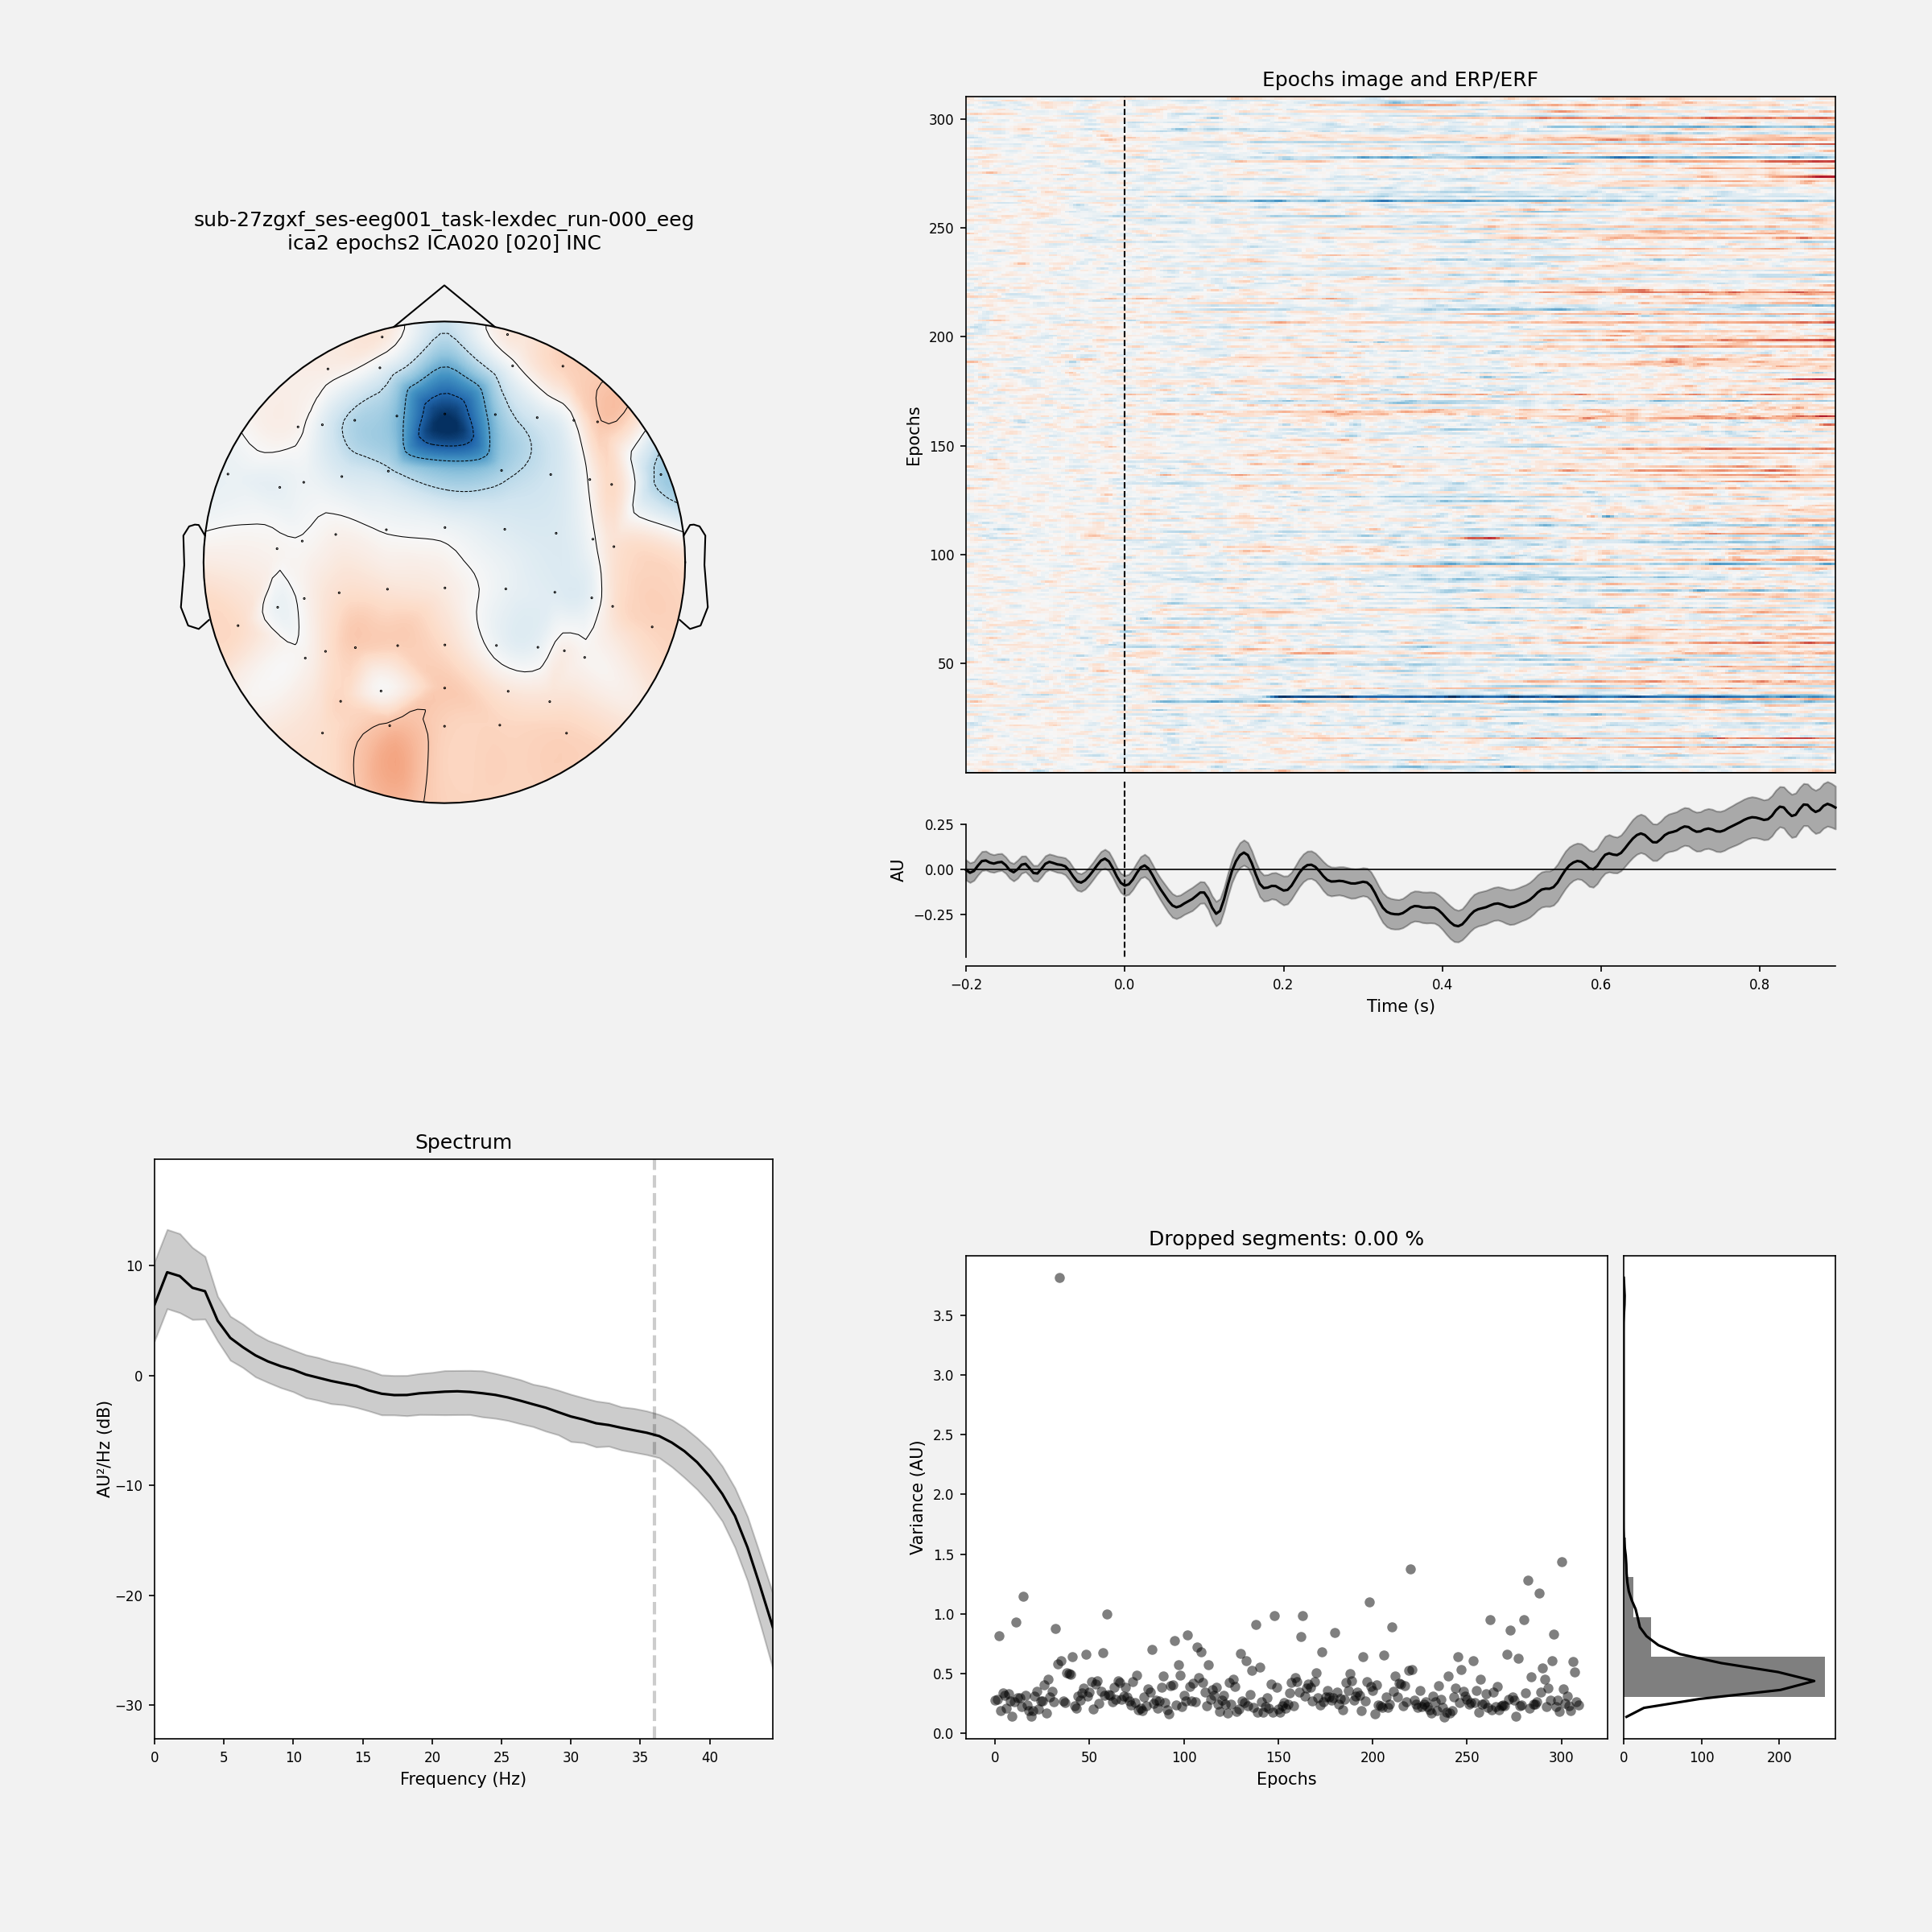 sub-27zgxf_ses-eeg001_task-lexdec_run-000_eeg
ica2 epochs2 ICA020 [020] INC
Epochs image and ERP/ERF
Epochs
300
250
200
150
100
50
AU
0.25
0.00
−0.25
−0.2 0.0 0.2 0.4 0.6 0.8
Time (s)
Spectrum
AU²/Hz (dB)
10
0
−10
−20
−30
0 5 10 15 20 25 30 35 40
Frequency (Hz)
Dropped segments: 0.00 %
Variance (AU)
3.5
3.0
2.5
2.0
1.5
1.0
0.5
0.0
0 50 100 150 200 250 300
Epochs
0 100 200